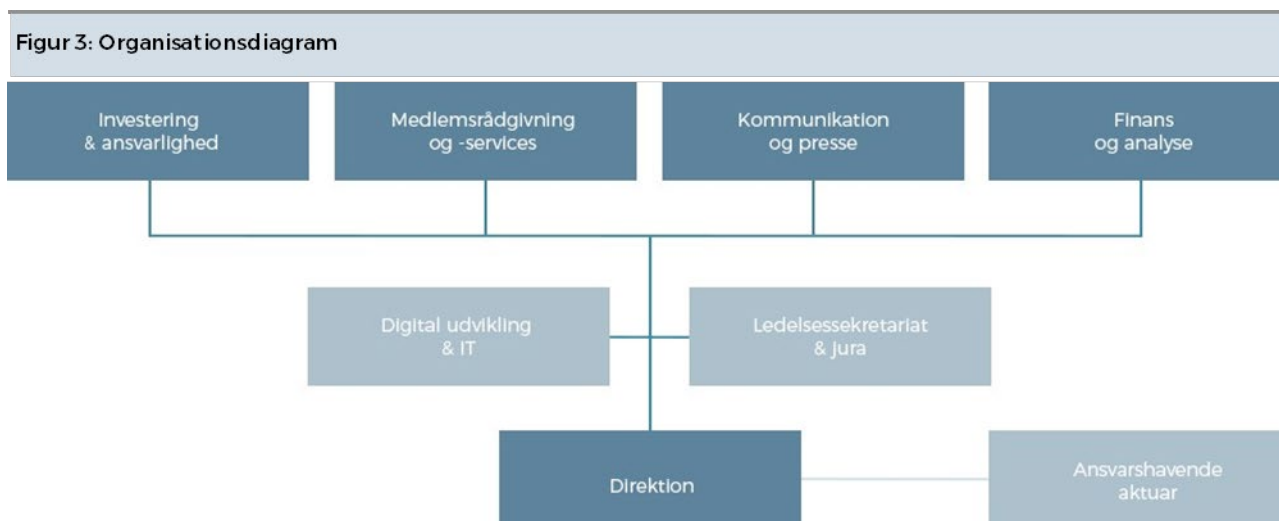 Figur 3: Organisationsdiagram
Investering
& ansvarlighed
Medlemsrådgivning
og -services
Kommunikation
og presse
Finans
og analyse
Digital udvikling
& IT
Ledelsessekretariat
& jura
Direktion
Ansvarshavende
aktuar